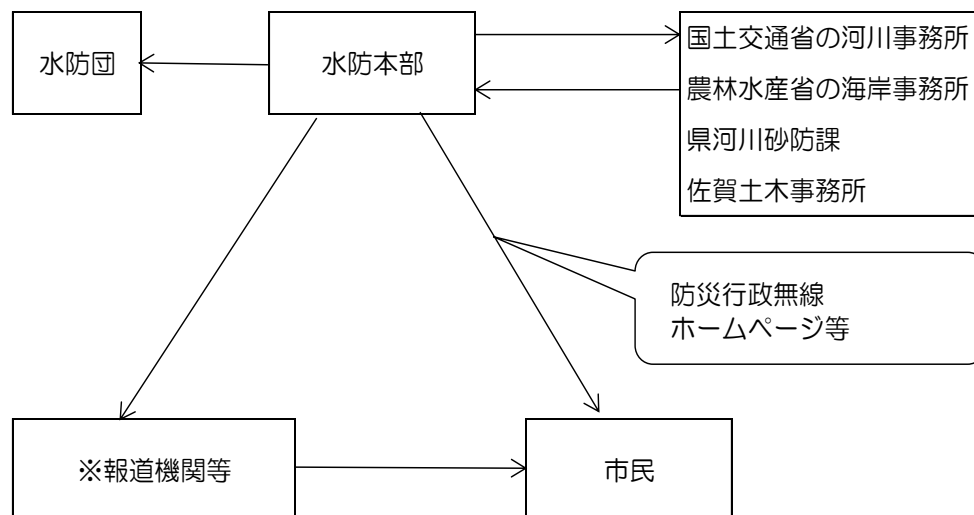 水防団
水防本部
国土交通省の河川事務所
農林水産省の海岸事務所
県河川砂防課
佐賀土木事務所
防災行政無線
ホームページ等
※報道機関等
市民